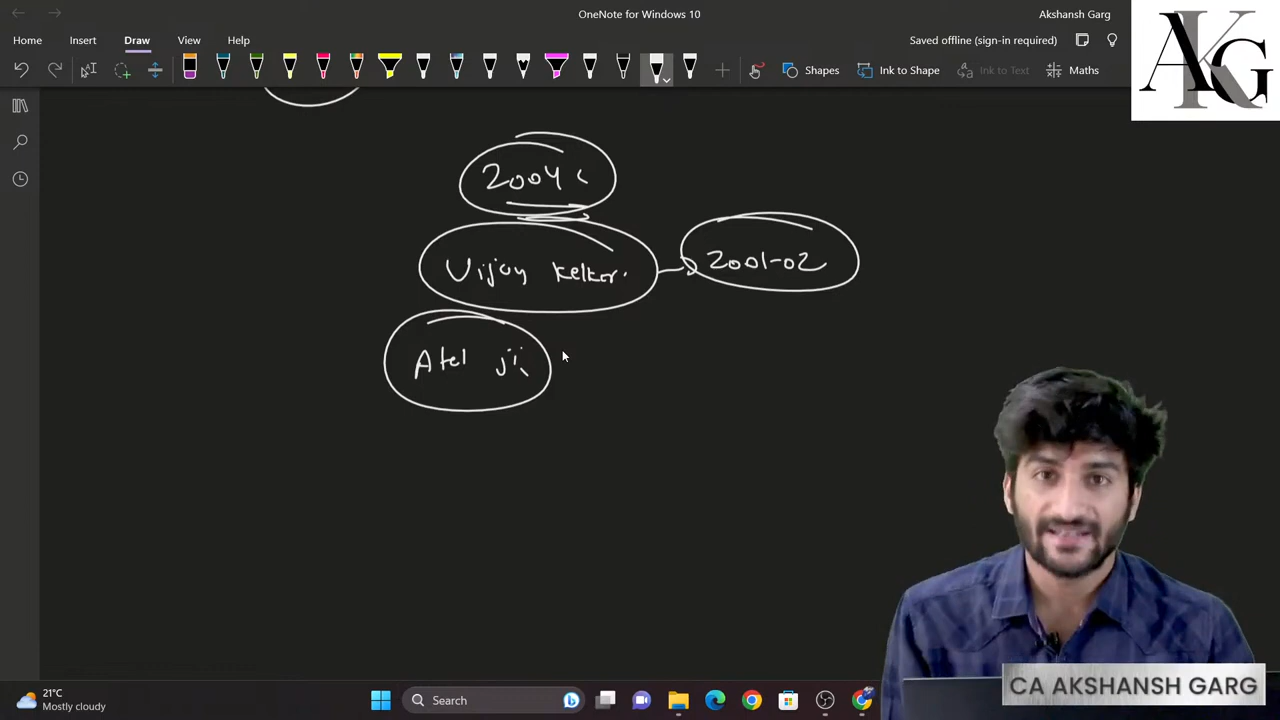 OneNote for Windows 10
Akshansh Garg
Home Insert Draw View Help
Saved offline (sign-in required)
Shapes Ink to Shape Ink to Text Maths
AKG
2004
Vijay Kelkar
2001-02
Atal ji
CA AKSHANSH GARG
21°C
Mostly cloudy
Search